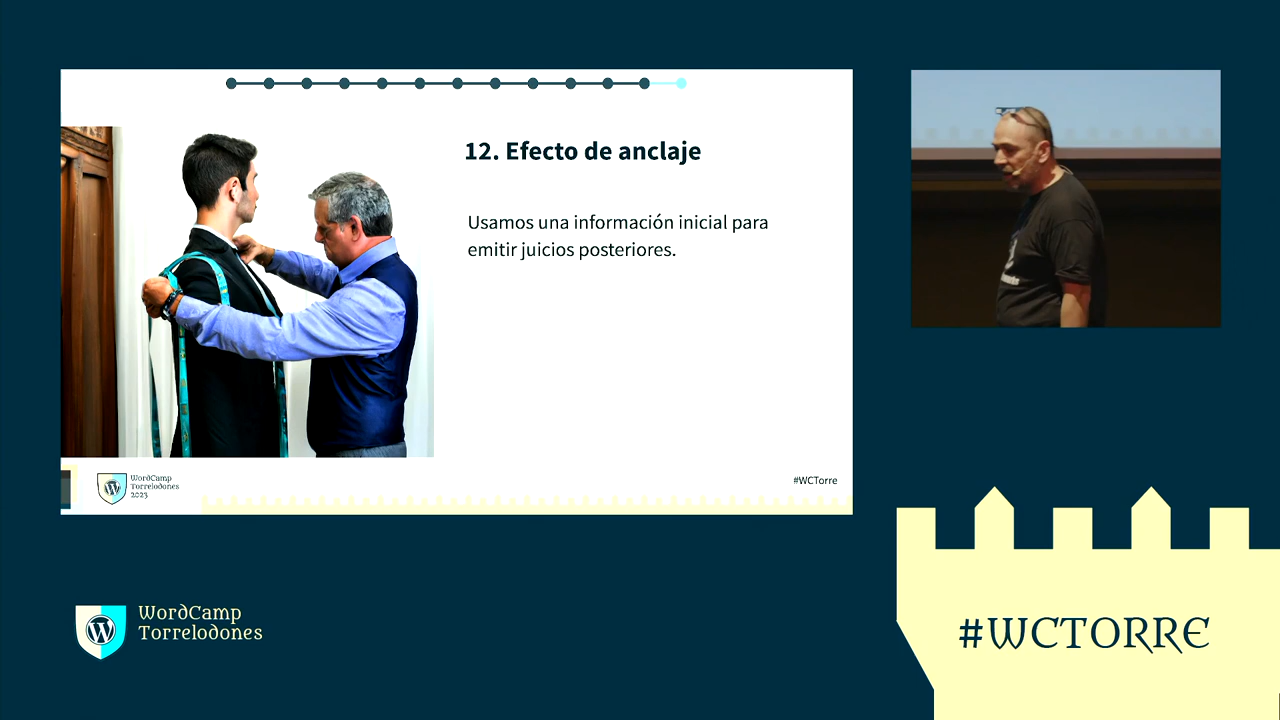 12. Efecto de anclaje
Usamos una información inicial para
emitir juicios posteriores.
WordCamp
Torrelodones
2023
#WCTorre
WordCamp
Torrelodones
#WCTORRE